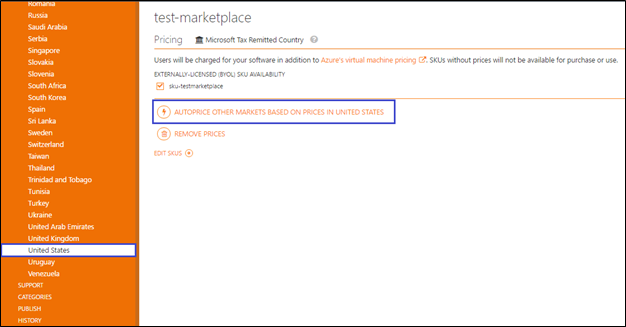 Romania
Russia
Saudi Arabia
Serbia
Singapore
Slovakia
Slovenia
South Africa
South Korea
Spain
Sri Lanka
Sweden
Switzerland
Taiwan
Thailand
Trinidad and Tobago
Tunisia
Turkey
Ukraine
United Arab Emirates
United Kingdom
United States
Uruguay
Venezuela
SUPPORT
CATEGORIES
PUBLISH
HISTORY
test-marketplace
Pricing Microsoft Tax Remitted Country ?
Users will be charged for your software in addition to Azure's virtual machine pricing. SKUs without prices will not be available for purchase or use.
EXTERNALLY-LICENSED (BYOL) SKU AVAILABILITY
sku-testmarketplace
AUTOPRICE OTHER MARKETS BASED ON PRICES IN UNITED STATES
REMOVE PRICES
EDIT SKUS